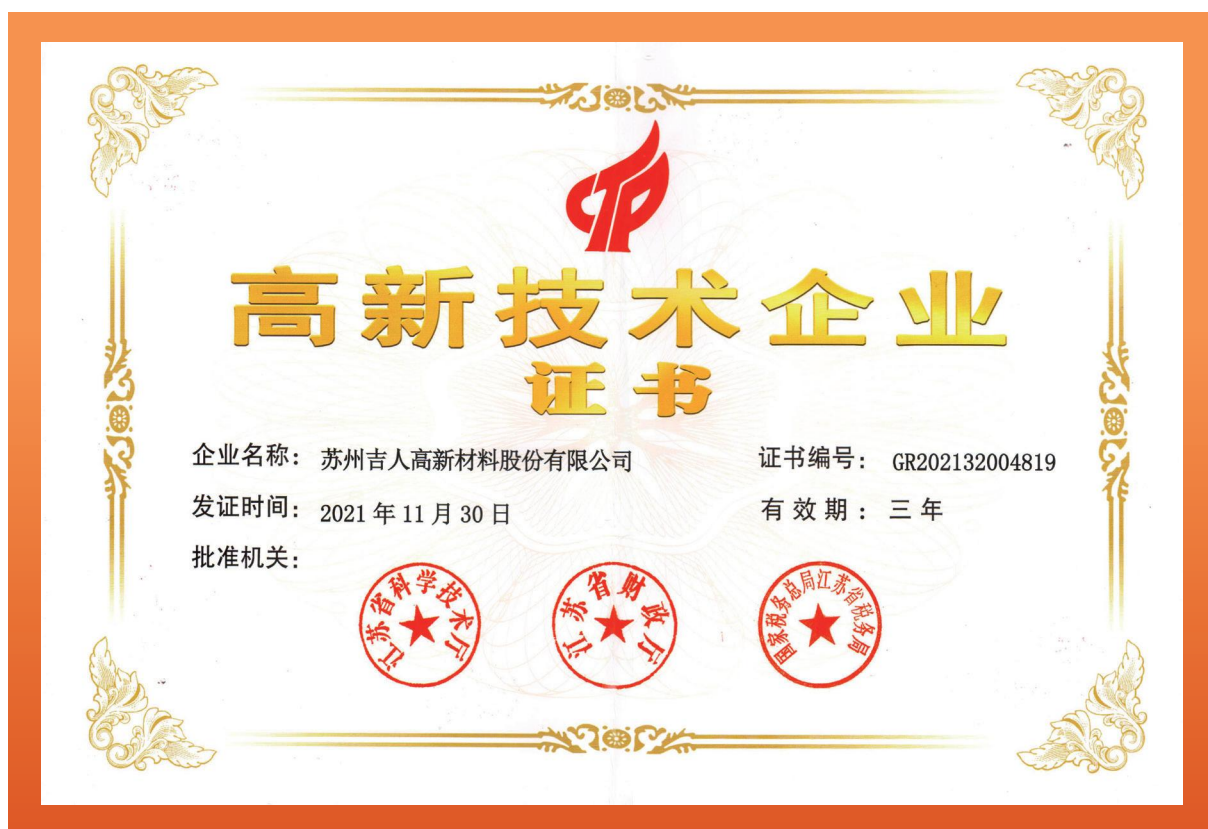 高新技术企业
证书
企业名称： 苏州吉人高新材料股份有限公司 证书编号： GR202132004819
发证时间： 2021年11月30日 有效期： 三年
批准机关：
江苏省科学技术厅
江苏省财政厅
国家税务总局江苏省税务局